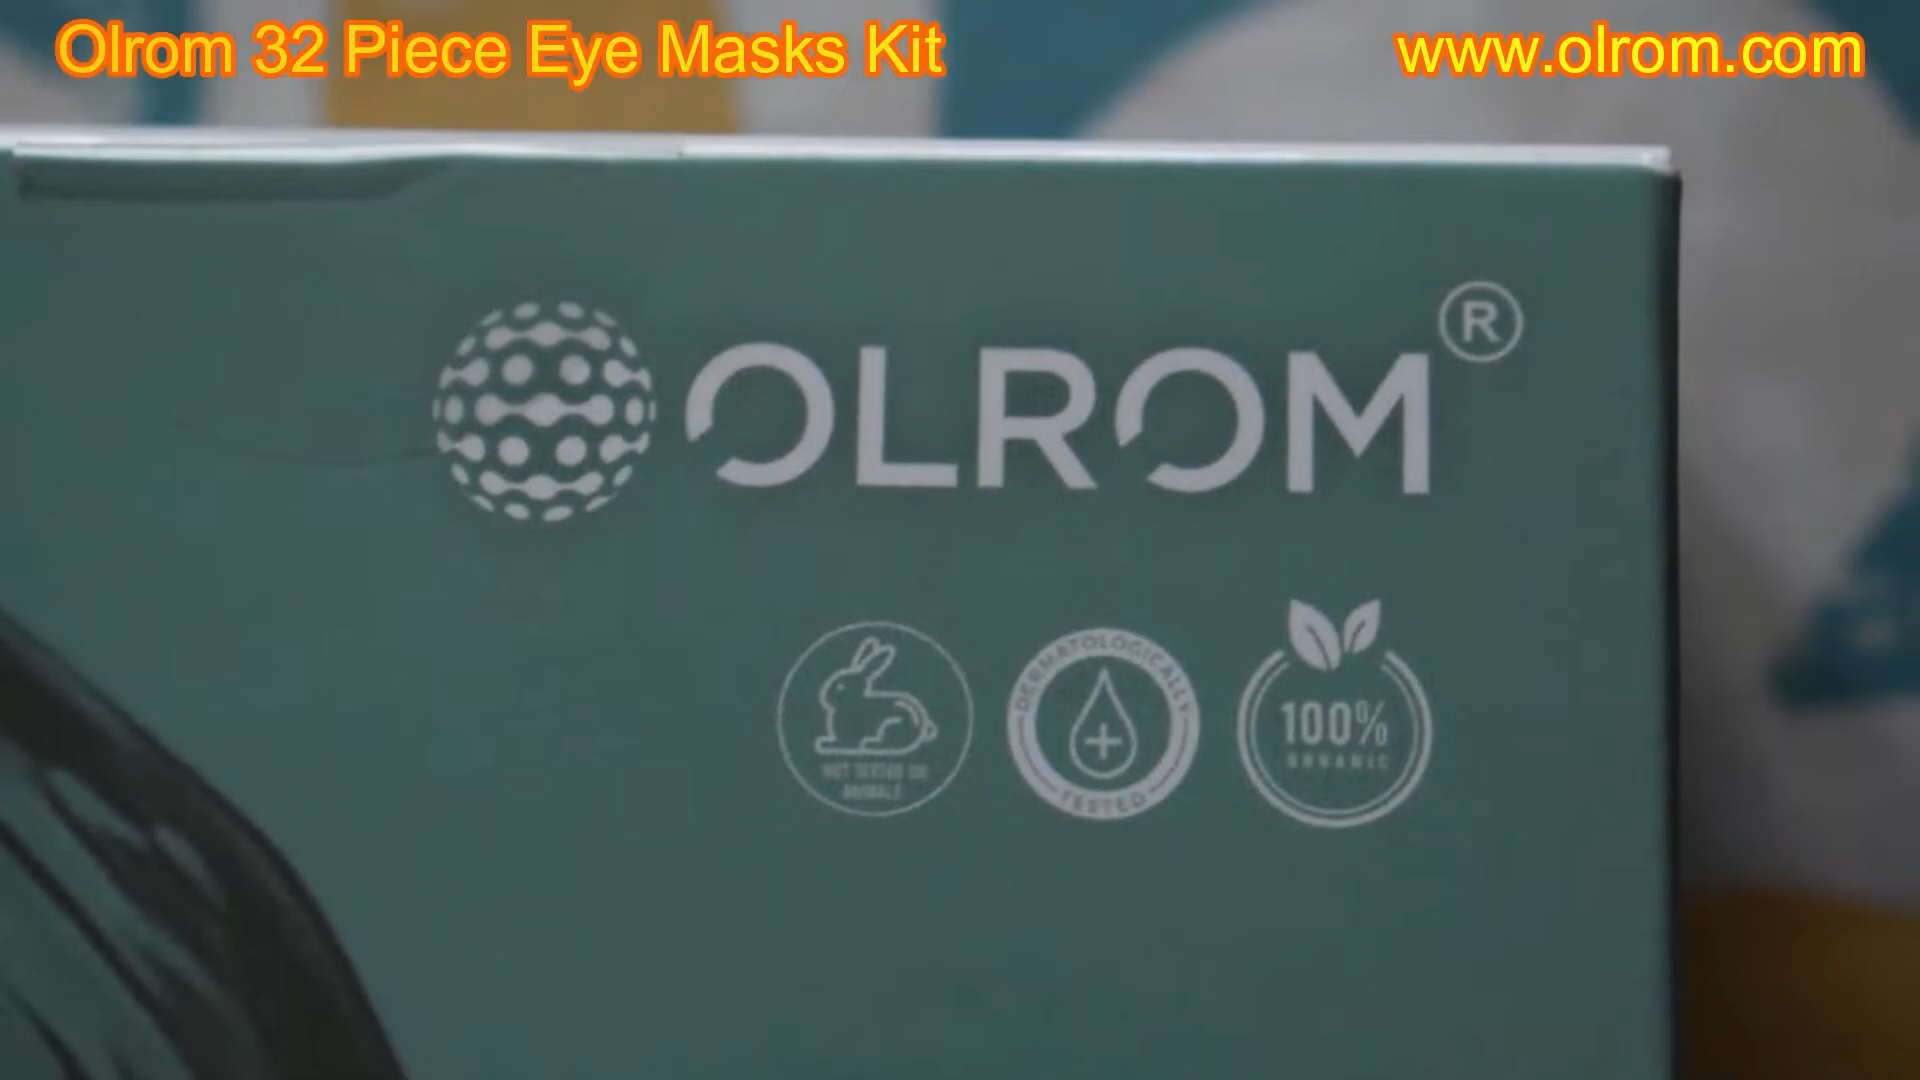 Olrom 32 Piece Eye Masks Kit
www.olrom.com
OLROM®
NOT TESTED ON
ANIMALS
DERMATOLOGICALLY
TESTED
100%
ORGANIC